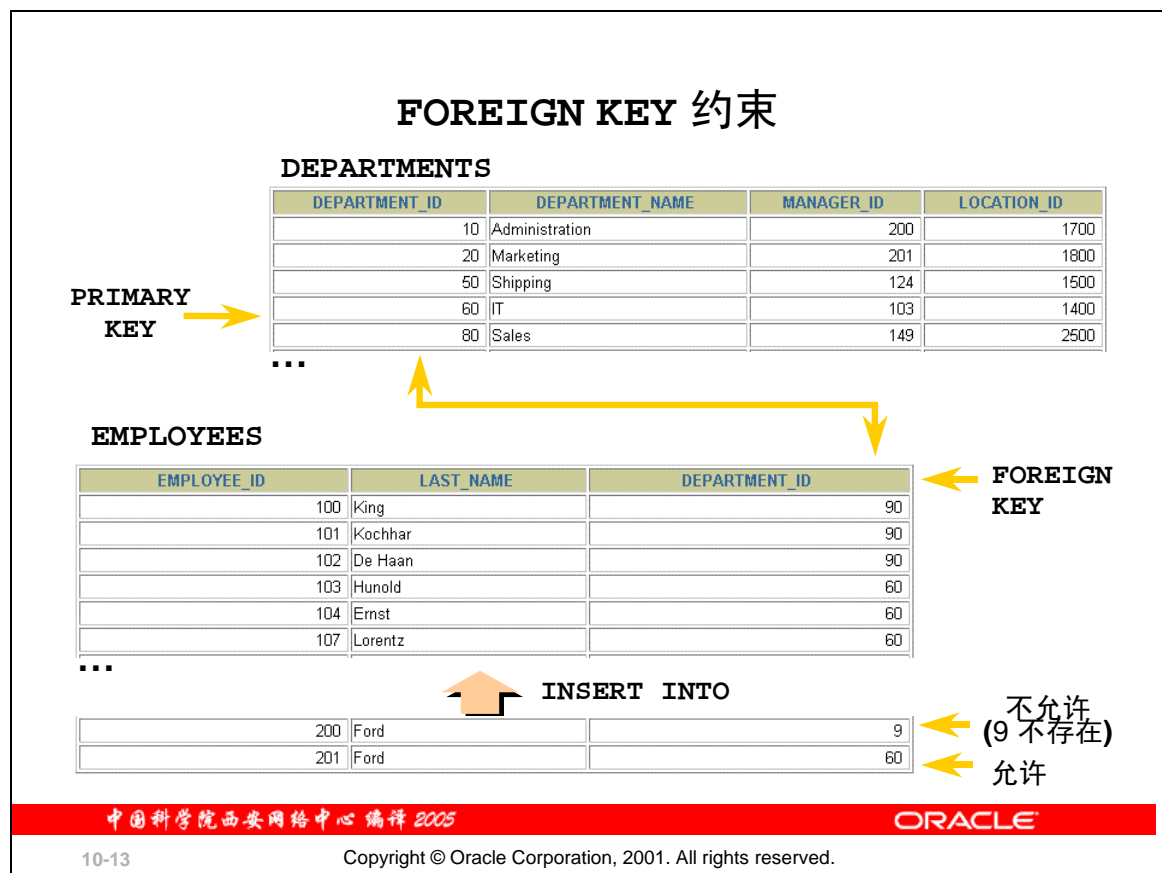 FOREIGN KEY 约束
DEPARTMENTS
DEPARTMENT_ID DEPARTMENT_NAME MANAGER_ID LOCATION_ID
10 Administration 200 1700
20 Marketing 201 1800
50 Shipping 124 1500
60 IT 103 1400
80 Sales 149 2500
PRIMARY
KEY
...
EMPLOYEES
EMPLOYEE_ID LAST_NAME DEPARTMENT_ID
100 King 90
101 Kochhar 90
102 De Haan 90
103 Hunold 60
104 Ernst 60
107 Lorentz 60
FOREIGN
KEY
...
INSERT INTO
200 Ford 9
201 Ford 60
不允许
(9 不存在)
允许
中国科学院西安网络中心 编译 2005
ORACLE
10-13
Copyright © Oracle Corporation, 2001. All rights reserved.